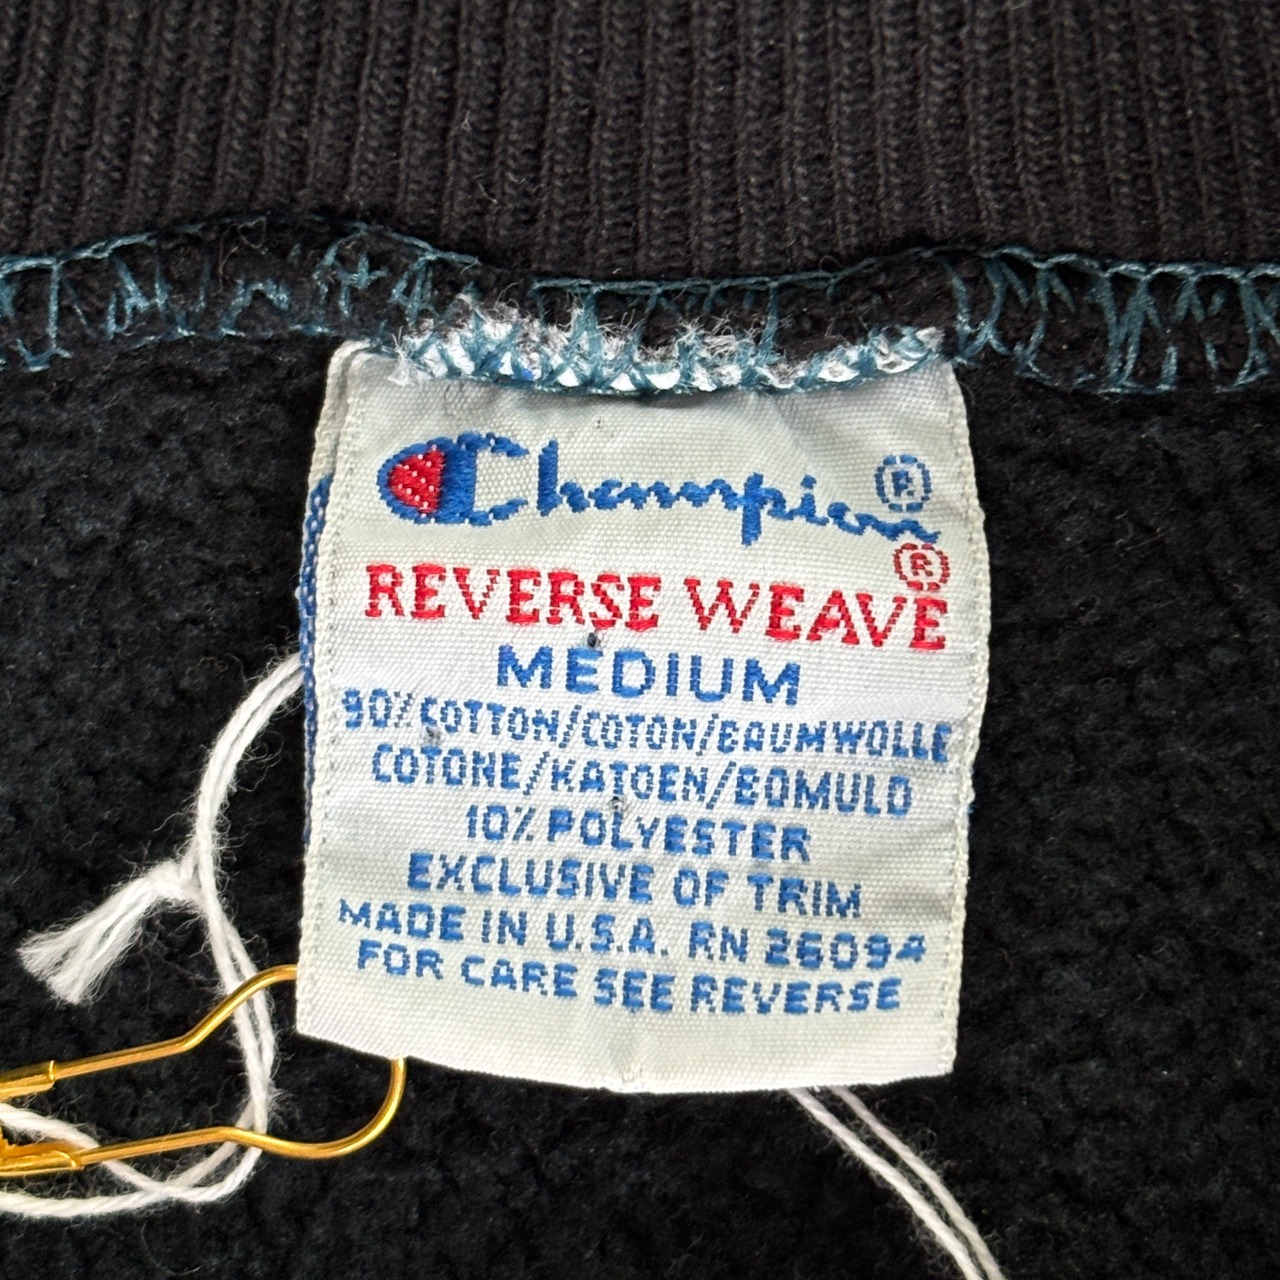 Champion®
REVERSE WEAVE®
MEDIUM
90% COTTON/COTON/BAUMWOLLE
COTONE/KATOEN/BOMULD
10% POLYESTER
EXCLUSIVE OF TRIM
MADE IN U.S.A. RN 26094
FOR CARE SEE REVERSE